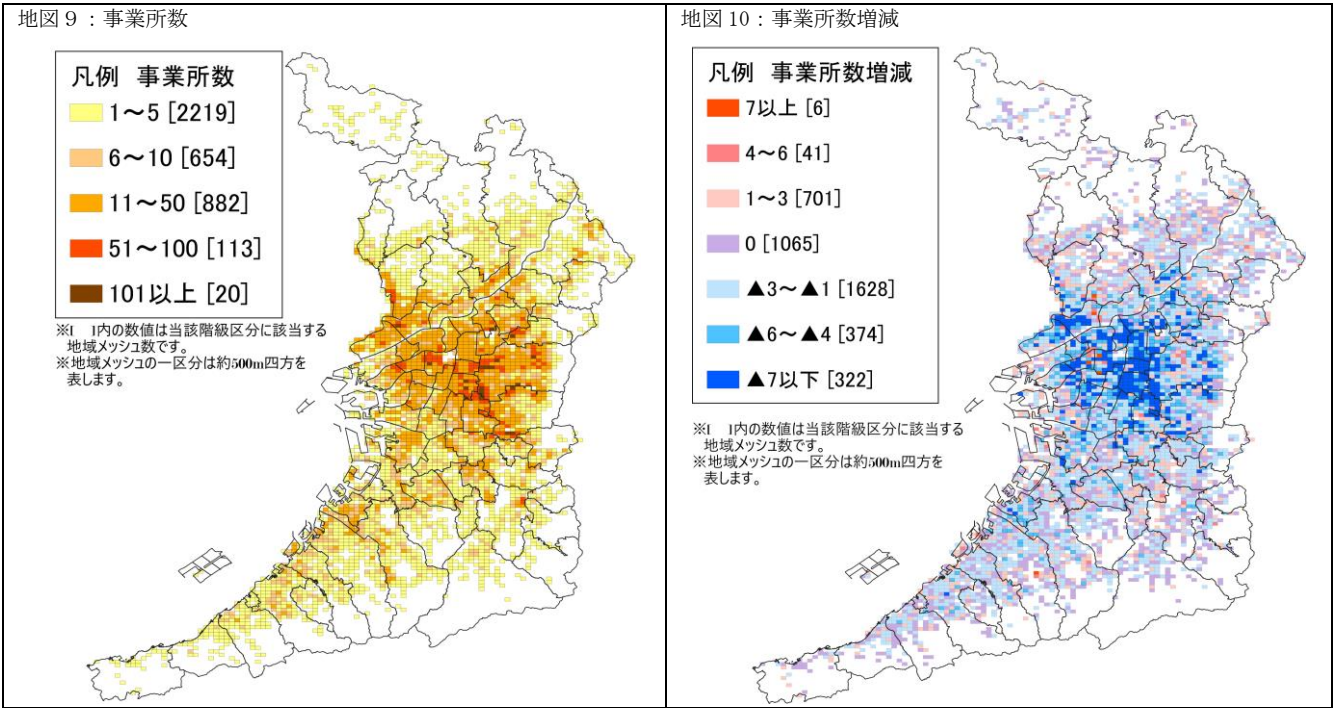 地図９：事業所数
凡例 事業所数
1～5 [2219]
6～10 [654]
11～50 [882]
51～100 [113]
101以上 [20]
※[ ]内の数値は当該階級区分に該当する
地域メッシュ数です。
※地域メッシュの一区分は約500m四方を
表します。
地図 10：事業所数増減
凡例 事業所数増減
7以上 [6]
4～6 [41]
1～3 [701]
0 [1065]
▲3～▲1 [1628]
▲6～▲4 [374]
▲7以下 [322]
※[ ]内の数値は当該階級区分に該当する
地域メッシュ数です。
※地域メッシュの一区分は約500m四方を
表します。